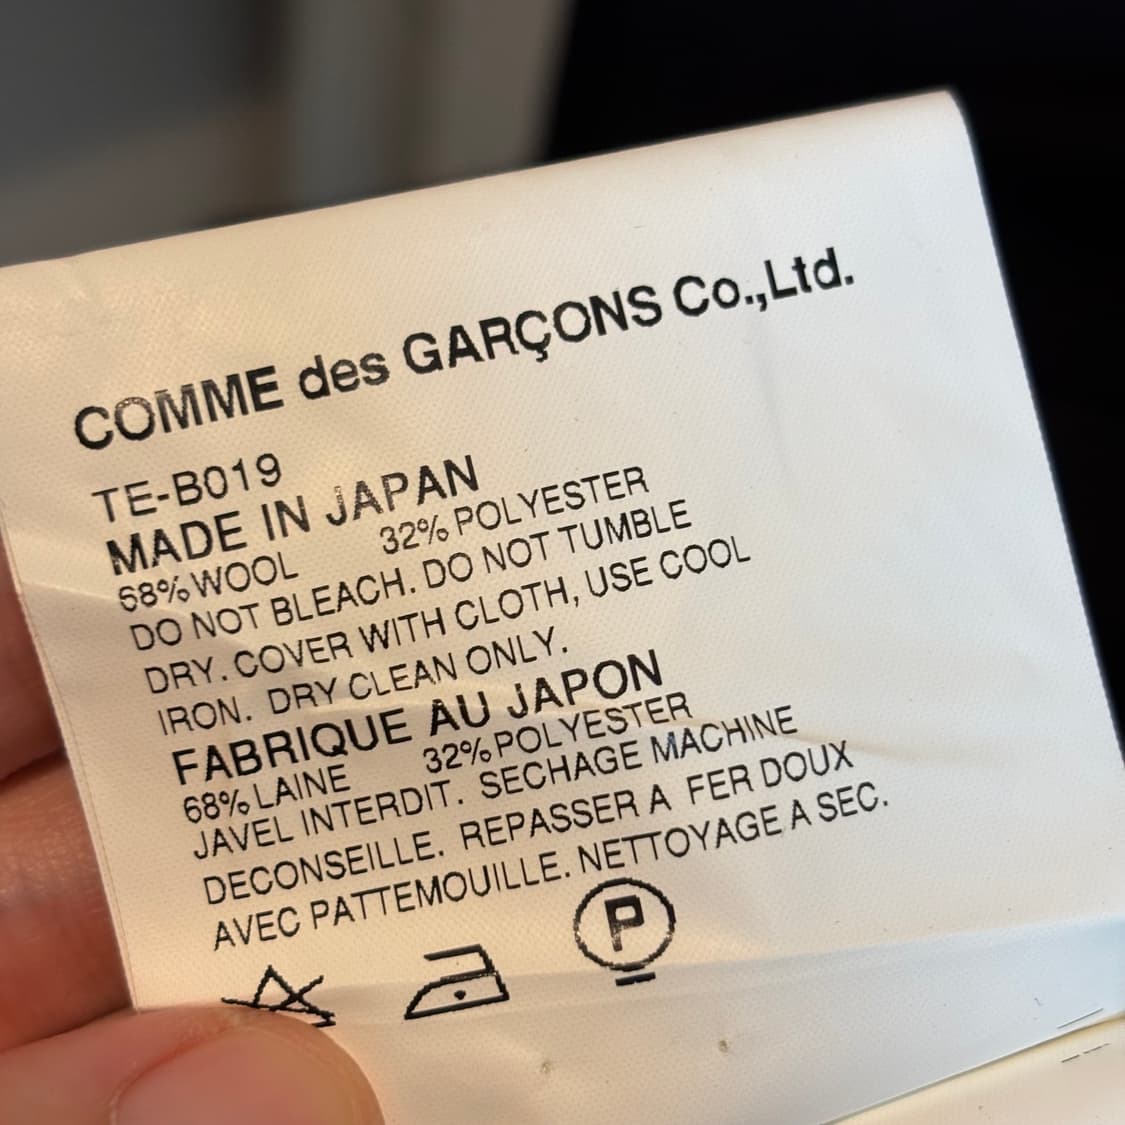 COMME des GARÇONS Co.,Ltd.
TE-B019
MADE IN JAPAN
68% WOOL 32% POLYESTER
DO NOT BLEACH. DO NOT TUMBLE
DRY. COVER WITH CLOTH, USE COOL
IRON. DRY CLEAN ONLY.
FABRIQUE AU JAPON
68% LAINE 32% POLYESTER
JAVEL INTERDIT. SECHAGE MACHINE
DECONSEILLE. REPASSER A FER DOUX
AVEC PATTEMOUILLE. NETTOYAGE A SEC.
P